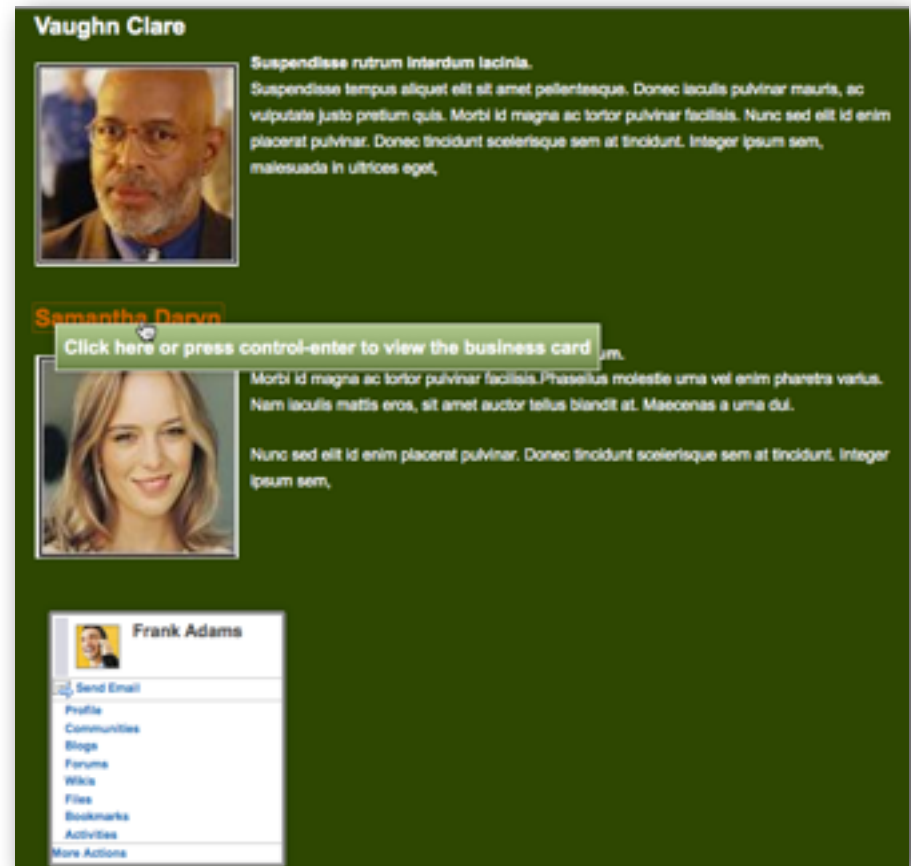 Vaughn Clare
Suspendisse rutrum interdum lacinia.
Suspendisse tempus aliquet elit sit amet pellentesque. Donec iaculis pulvinar mauris, ac
vulputate justo pretium quis. Morbi id magna ac tortor pulvinar facilisis. Nunc sed elit id enim
placerat pulvinar. Donec tincidunt scelerisque sem at tincidunt. Integer ipsum sem,
malesuada in ultrices eget,
Samantha Daryn
Click here or press control-enter to view the business card
um.
Morbi id magna ac tortor pulvinar facilisis.Phasellus molestie urna vel enim pharetra varius.
Nam iaculis mattis eros, sit amet auctor tellus blandit at. Maecenas a urna dui.
Nunc sed elit id enim placerat pulvinar. Donec tincidunt scelerisque sem at tincidunt. Integer
ipsum sem,
Frank Adams
Send Email
Profile
Communities
Blogs
Forums
Wikis
Files
Bookmarks
Activities
More Actions